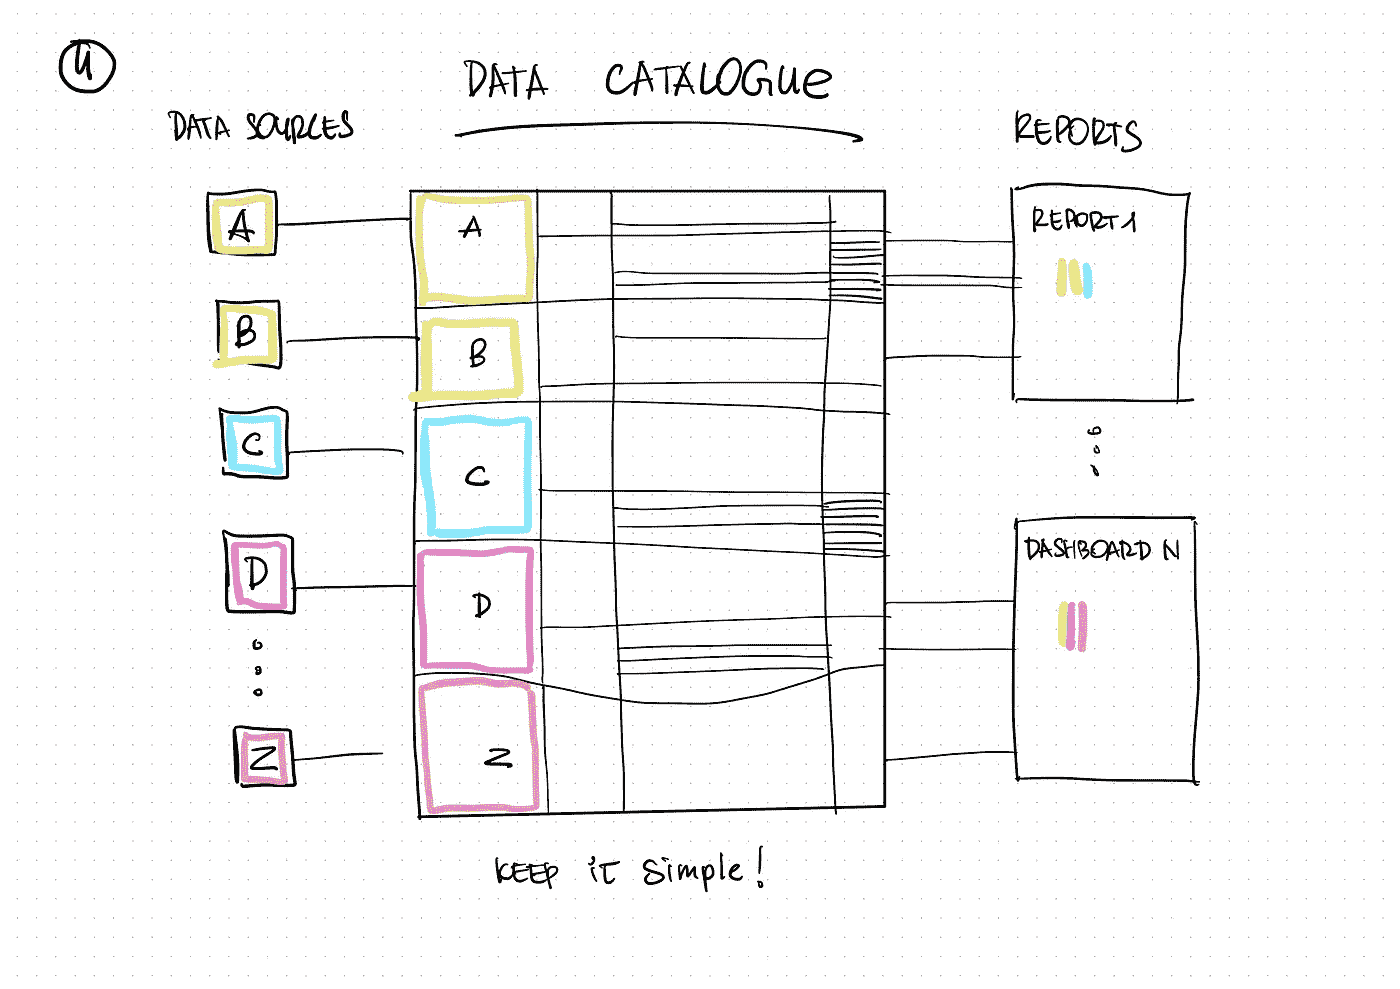 4
DATA CATALOGUE
DATA SOURCES
REPORTS
A
B
C
D
Z
A
B
C
D
Z
REPORT 1
DASHBOARD N
KEEP iT Simple!